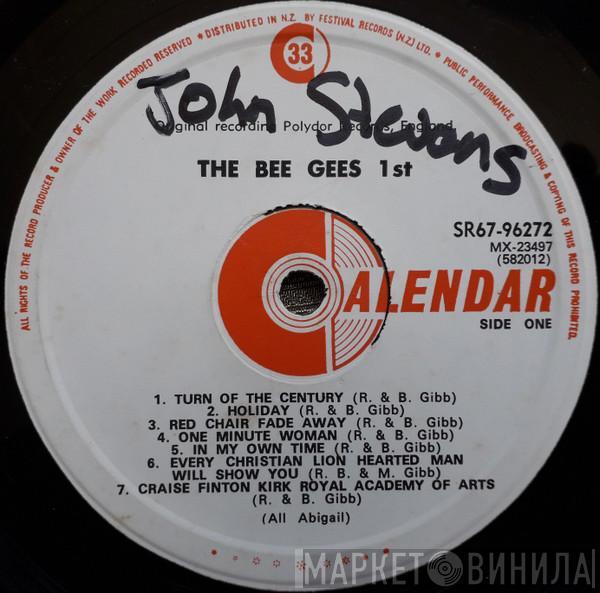 ALL RIGHTS OF THE RECORD PRODUCER & OWNER OF THE WORK RECORDED RESERVED * DISTRIBUTED IN N.Z. BY FESTIVAL RECORDS (N.Z.) LTD. * PUBLIC PERFORMANCE BROADCASTING & COPYING OF THIS RECORD PROHIBITED.
33
John Stevens
Original recording Polydor Records, England
THE BEE GEES 1st
SR67-96272
MX-23497
(582012)
CALENDAR
SIDE ONE
1. TURN OF THE CENTURY (R. & B. Gibb)
2. HOLIDAY (R. & B. Gibb)
3. RED CHAIR FADE AWAY (R. & B. Gibb)
4. ONE MINUTE WOMAN (R. & B. Gibb)
5. IN MY OWN TIME (R. & B. Gibb)
6. EVERY CHRISTIAN LION HEARTED MAN
WILL SHOW YOU (R. B. & M. Gibb)
7. CRAISE FINTON KIRK ROYAL ACADEMY OF ARTS
(R. & B. Gibb)
(All Abigail)
МАРКЕТ ВИНИЛА